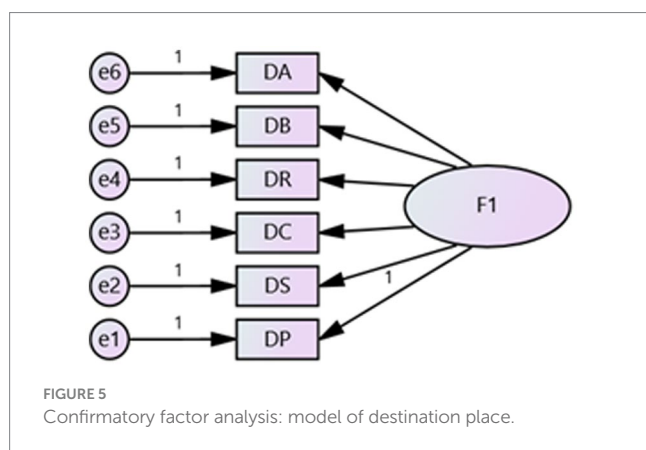 e6 1 DA
e5 1 DB
e4 1 DR
F1
e3 1 DC
e2 1 DS
1
e1 1 DP
FIGURE 5
Confirmatory factor analysis: model of destination place.